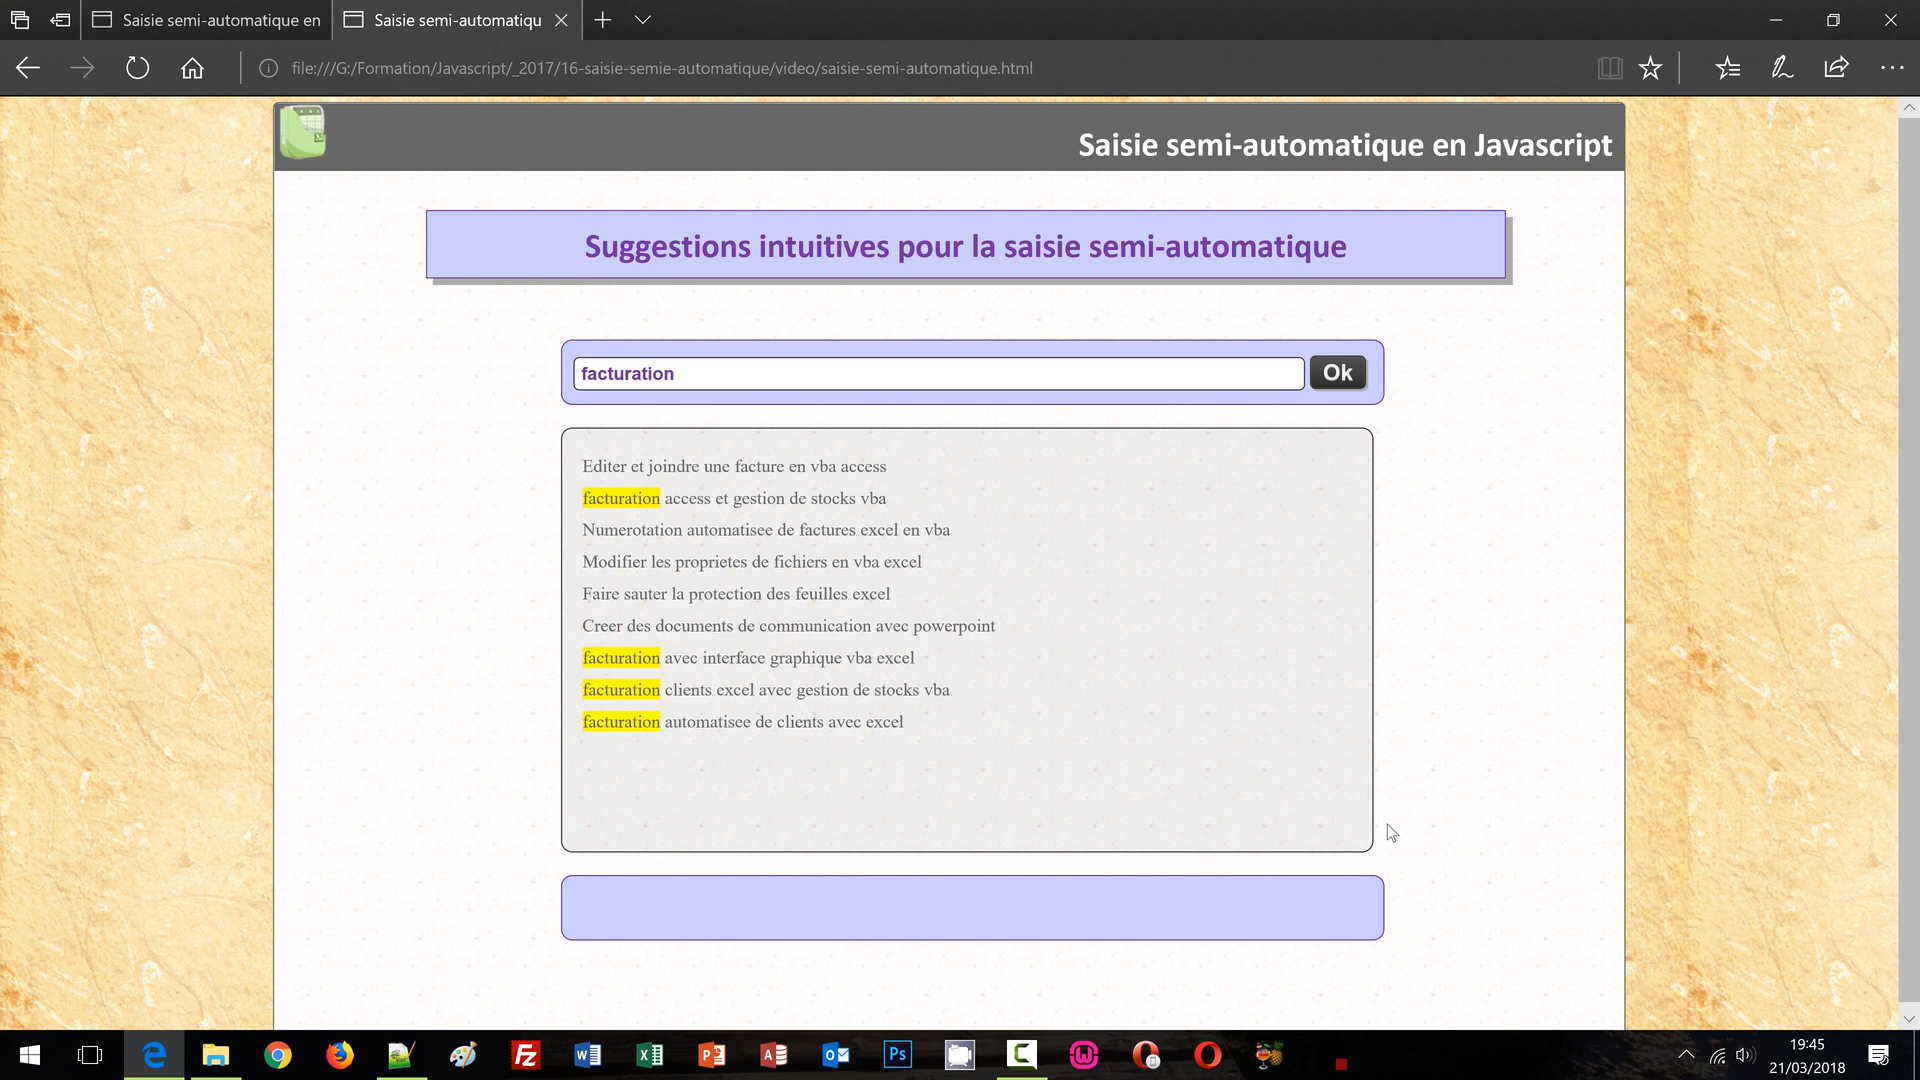 Saisie semi-automatique en
Saisie semi-automatiqu
file:///G:/Formation/Javascript/_2017/16-saisie-semie-automatique/video/saisie-semi-automatique.html
Saisie semi-automatique en Javascript
Suggestions intuitives pour la saisie semi-automatique
facturation
Ok
Editer et joindre une facture en vba access
facturation access et gestion de stocks vba
Numerotation automatisee de factures excel en vba
Modifier les proprietes de fichiers en vba excel
Faire sauter la protection des feuilles excel
Creer des documents de communication avec powerpoint
facturation avec interface graphique vba excel
facturation clients excel avec gestion de stocks vba
facturation automatisee de clients avec excel
Fz
Ps
19:45
21/03/2018